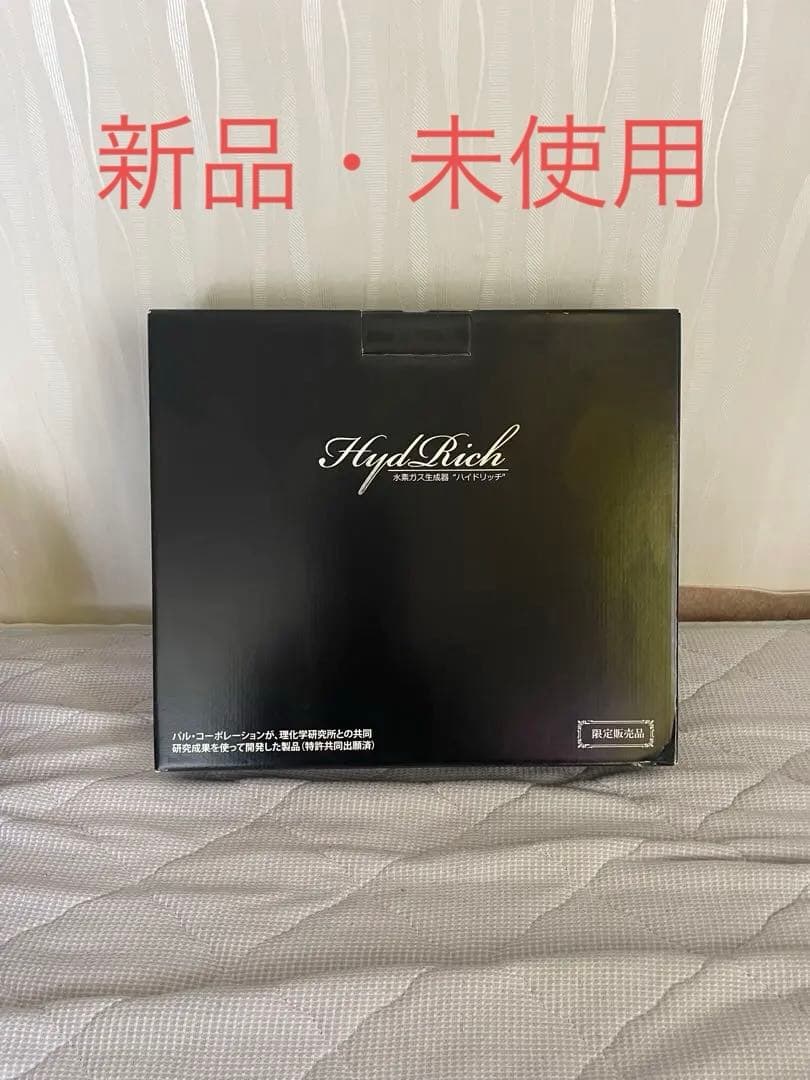 新品・未使用
HydRich
水素ガス生成器 "ハイドリッチ"
パル・コーポレーションが、理化学研究所との共同
研究成果を使って開発した製品(特許共同出願済)
限定販売品